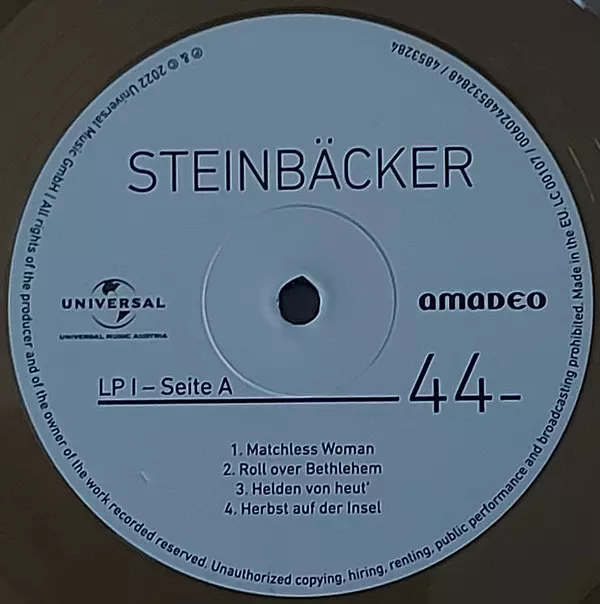 STEINBÄCKER
UNIVERSAL
UNIVERSAL MUSIC AUSTRIA
AMADEO
LP I – Seite A
44–
1. Matchless Woman
2. Roll over Bethlehem
3. Helden von heut'
4. Herbst auf der Insel
℗ & © 2022 Universal Music GmbH | All rights of the producer and of the owner of the work recorded reserved. Unauthorized copying, hiring, renting, public performance and broadcasting prohibited. Made in the EU. LC 00107 / 00602448532848 / 4853284